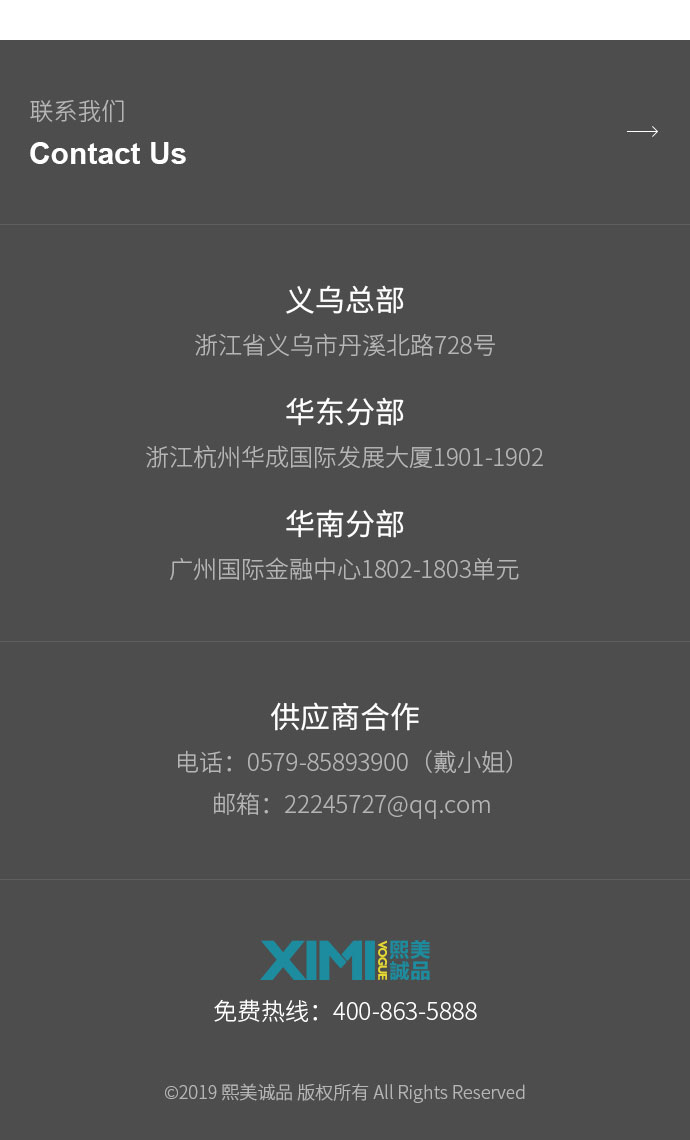 联系我们
Contact Us
义乌总部
浙江省义乌市丹溪北路728号
华东分部
浙江杭州华成国际发展大厦1901-1902
华南分部
广州国际金融中心1802-1803单元
供应商合作
电话：0579-85893900（戴小姐）
邮箱：22245727@qq.com
XIMI VOGUE 熙美誠品
免费热线：400-863-5888
©2019 熙美诚品 版权所有 All Rights Reserved